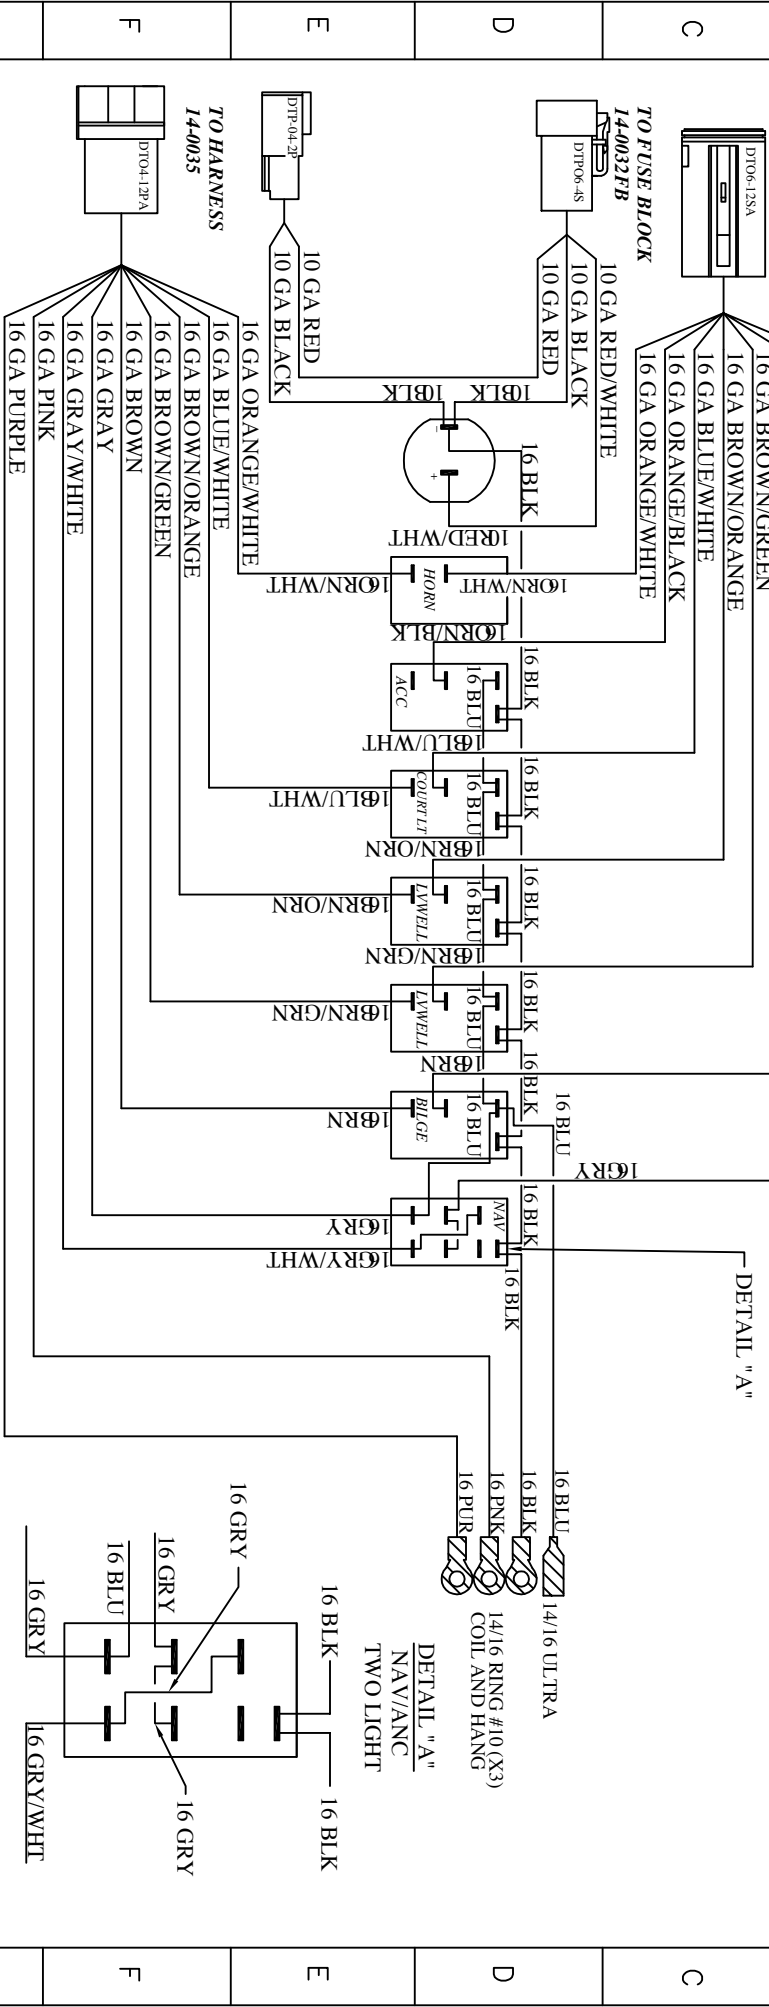 F
E
D
C
DTO4-12PA
TO HARNESS
14-0035
DTP-04-2P
DTPO6-4S
TO FUSE BLOCK
14-0032FB
DTO6-12SA
16 GA PURPLE
16 GA PINK
16 GA GRAY/WHITE
16 GA GRAY
16 GA BROWN
16 GA BROWN/GREEN
16 GA BROWN/ORANGE
16 GA BLUE/WHITE
16 GA ORANGE/WHITE
10 GA BLACK
10 GA RED
10 GA RED
10 GA BLACK
10 GA RED/WHITE
16 GA ORANGE/WHITE
16 GA ORANGE/BLACK
16 GA BLUE/WHITE
16 GA BROWN/ORANGE
16 GA BROWN/GREEN
10BLK
10BLK
-
+
16 BLK
10RED/WHT
16ORN/WHT
HORN
16ORN/WHT
16ORN/BLK
ACC
16 BLU
16 BLK
16BLU/WHT
16BLU/WHT
COURT LT
16 BLU
16 BLK
16BRN/ORN
16BRN/ORN
LVWELL
16 BLU
16 BLK
16BRN/GRN
16BRN/GRN
LVWELL
16 BLU
16 BLK
16BRN
16BRN
BILGE
16 BLU
16 BLK
16 BLU
16GRY
16GRY
NAV
16 BLK
16GRY/WHT
16 BLK
DETAIL "A"
16 PUR
16 PNK
16 BLK
16 BLU
14/16 ULTRA
14/16 RING #10 (X3)
COIL AND HANG
DETAIL "A"
NAV/ANC
TWO LIGHT
16 GRY
16 BLU
16 GRY
16 GRY
16 BLK
16 GRY/WHT
16 GRY
16 BLK
F
E
D
C